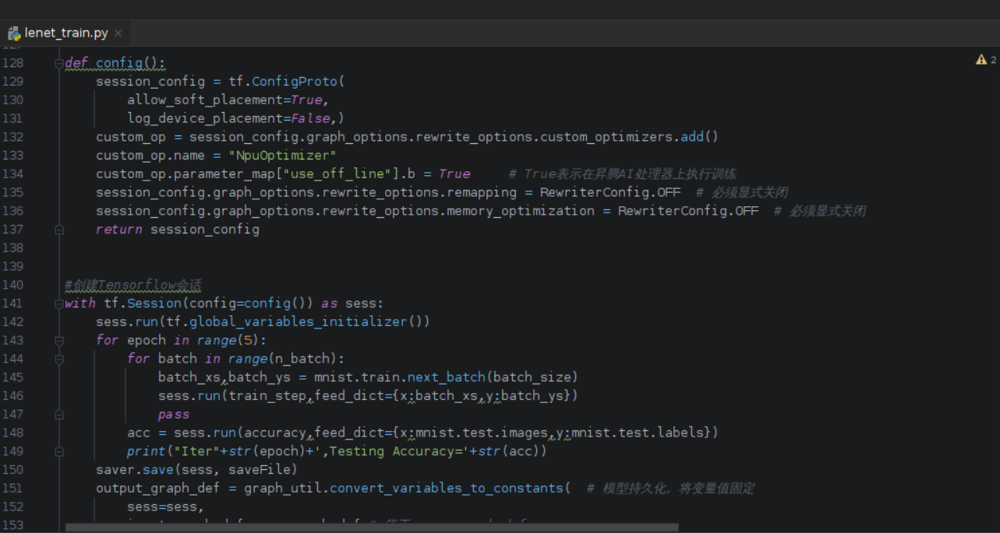 lenet_train.py
2
128 def config():
129     session_config = tf.ConfigProto(
130         allow_soft_placement=True,
131         log_device_placement=False,)
132     custom_op = session_config.graph_options.rewrite_options.custom_optimizers.add()
133     custom_op.name = "NpuOptimizer"
134     custom_op.parameter_map["use_off_line"].b = True     # True表示在昇腾AI处理器上执行训练
135     session_config.graph_options.rewrite_options.remapping = RewriterConfig.OFF  # 必须显式关闭
136     session_config.graph_options.rewrite_options.memory_optimization = RewriterConfig.OFF  # 必须显式关闭
137     return session_config
138
139
140 #创建Tensorflow会话
141 with tf.Session(config=config()) as sess:
142     sess.run(tf.global_variables_initializer())
143     for epoch in range(5):
144         for batch in range(n_batch):
145             batch_xs,batch_ys = mnist.train.next_batch(batch_size)
146             sess.run(train_step,feed_dict={x:batch_xs,y:batch_ys})
147             pass
148         acc = sess.run(accuracy,feed_dict={x:mnist.test.images,y:mnist.test.labels})
149         print("Iter"+str(epoch)+',Testing Accuracy='+str(acc))
150     saver.save(sess, saveFile)
151     output_graph_def = graph_util.convert_variables_to_constants(  # 模型持久化，将变量值固定
152         sess=sess,
153